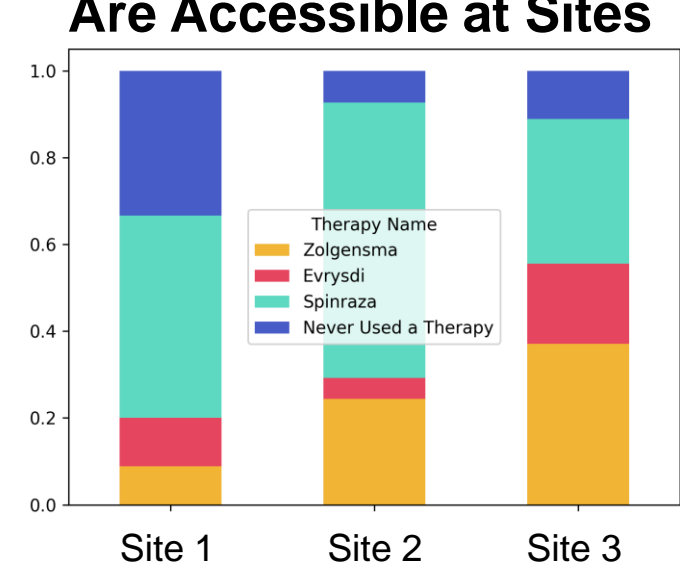 Are Accessible at Sites
1.0
0.8
0.6
0.4
0.2
0.0
Therapy Name
Zolgensma
Evrysdi
Spinraza
Never Used a Therapy
Site 1 Site 2 Site 3